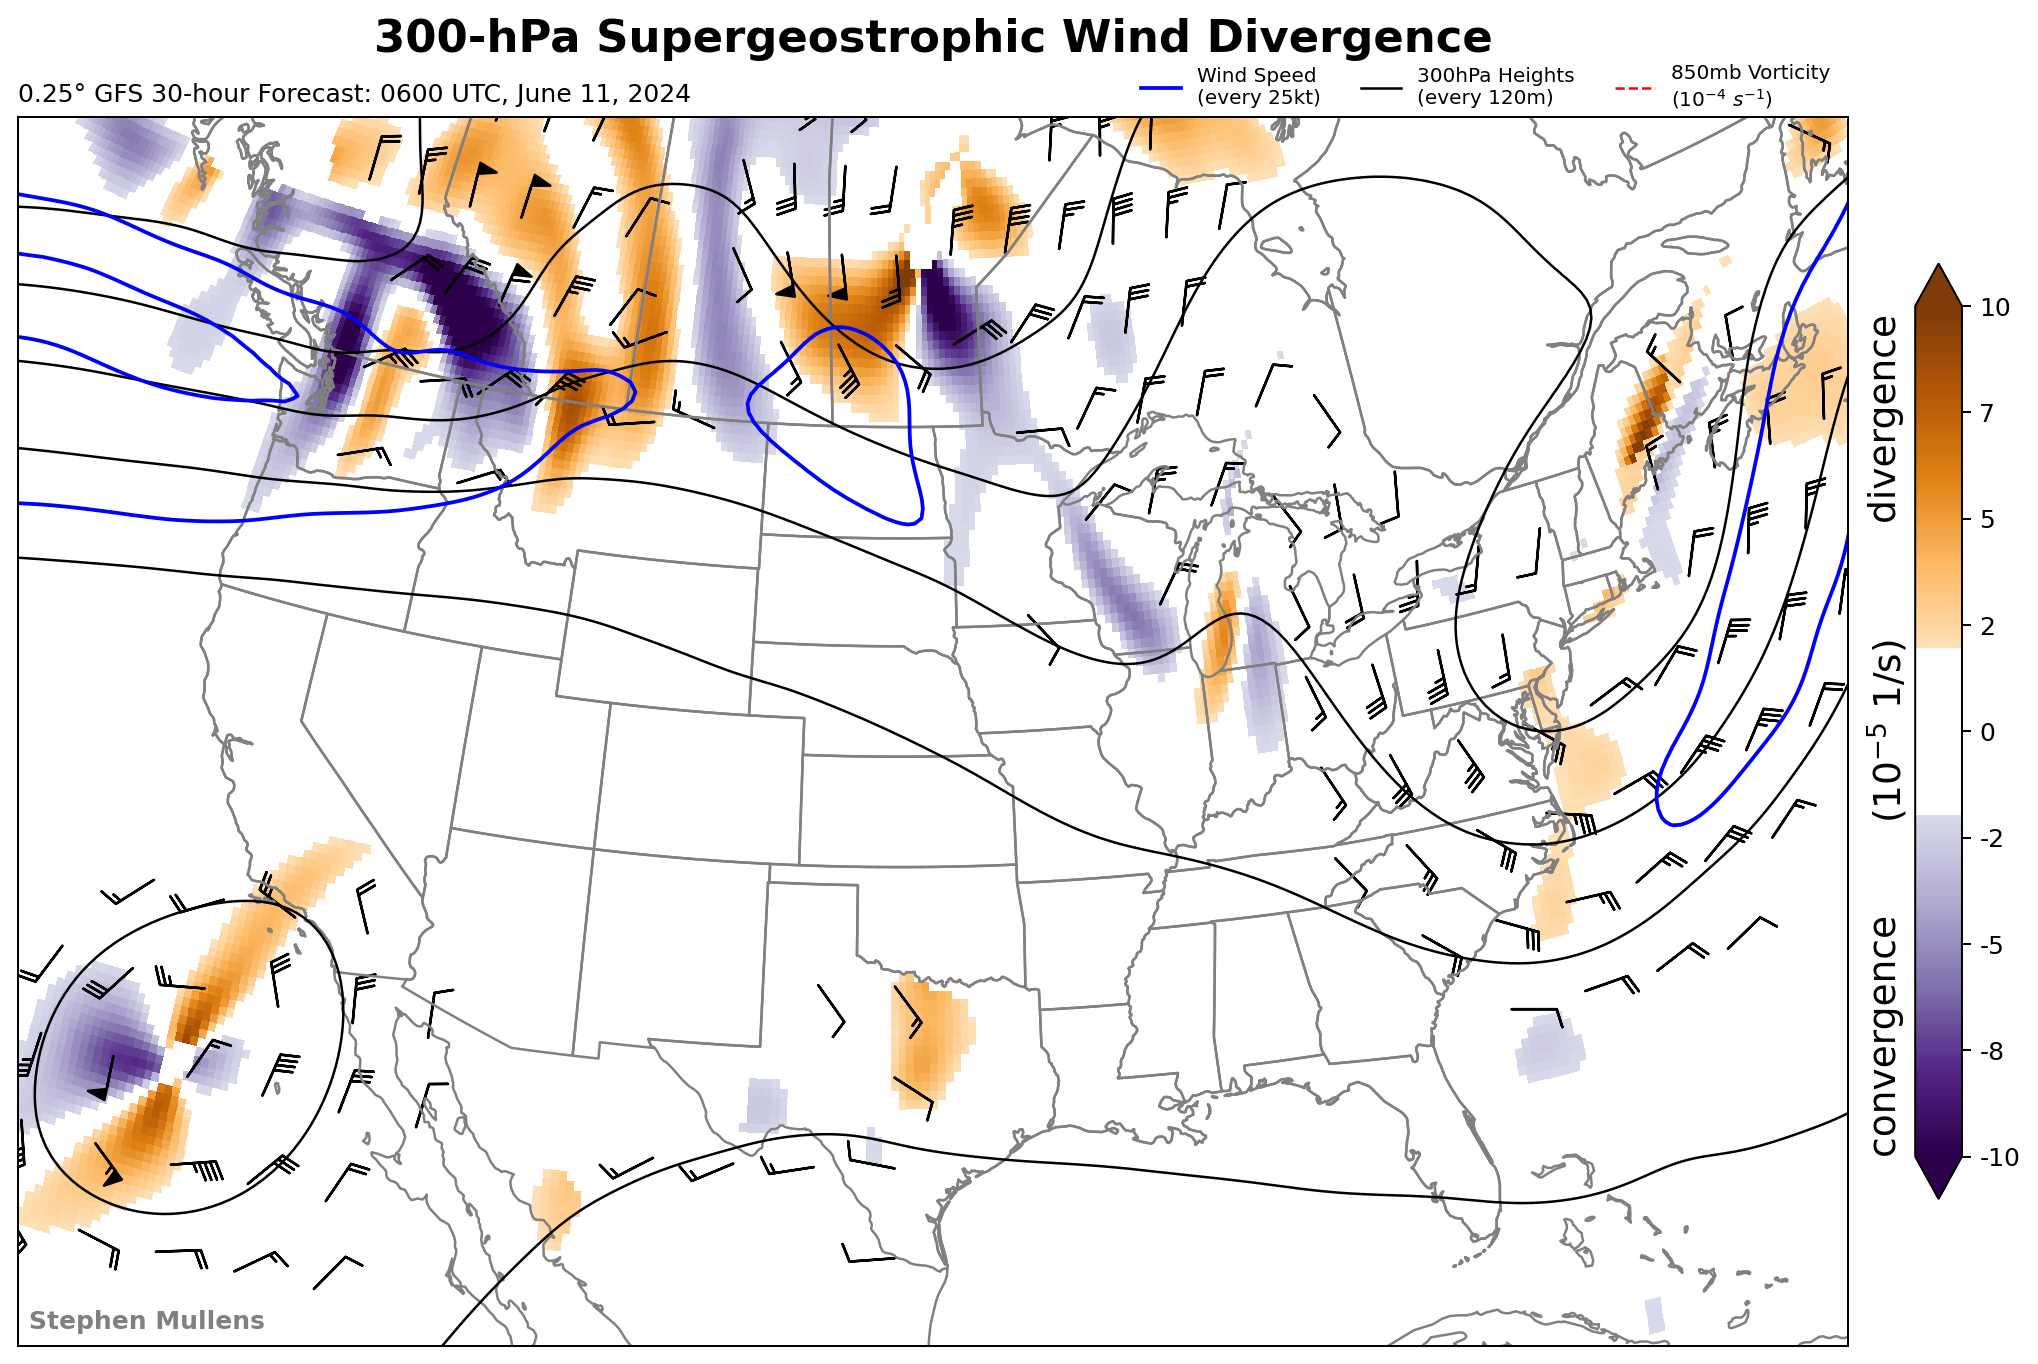 300-hPa Supergeostrophic Wind Divergence
0.25° GFS 30-hour Forecast: 0600 UTC, June 11, 2024
Wind Speed
(every 25kt)
300hPa Heights
(every 120m)
850mb Vorticity
(10⁻⁴ s⁻¹)
10
7
5
2
0
-2
-5
-8
-10
convergence (10⁻⁵ 1/s) divergence
Stephen Mullens